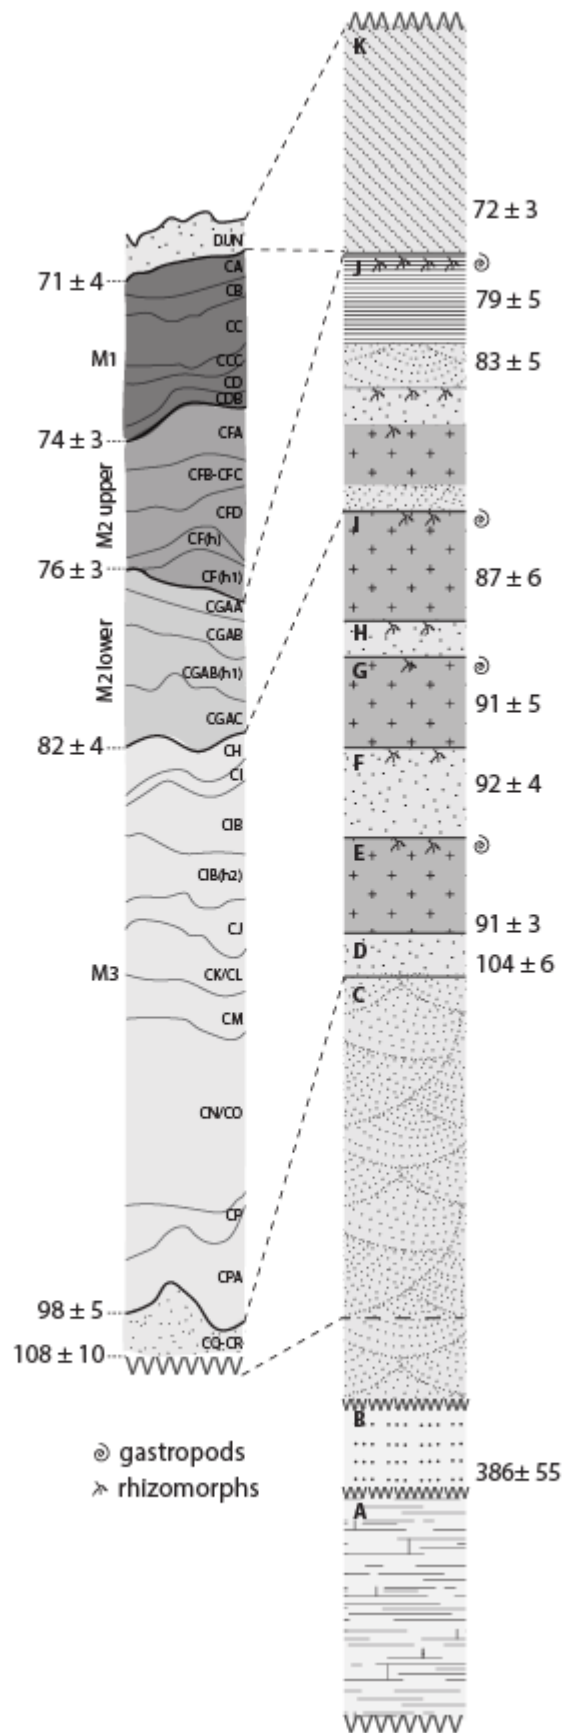 K
72 ± 3
DUN
CA
71 ± 4
CB
CC
M1
CCC
CD
CDB
74 ± 3
CFA
M2 upper
CFB-CFC
CFD
CF(h)
76 ± 3
CF(h1)
CGAA
M2 lower
CGAB
CGAB(h1)
CGAC
82 ± 4
CH
CI
CIB
CIB(h2)
CJ
M3
CK/CL
CM
CN/CO
CP
CPA
98 ± 5
CQ-CR
108 ± 10
gastropods
rhizomorphs
J
79 ± 5
83 ± 5
I
87 ± 6
H
G
91 ± 5
F
92 ± 4
E
91 ± 3
D
104 ± 6
C
B
386± 55
A